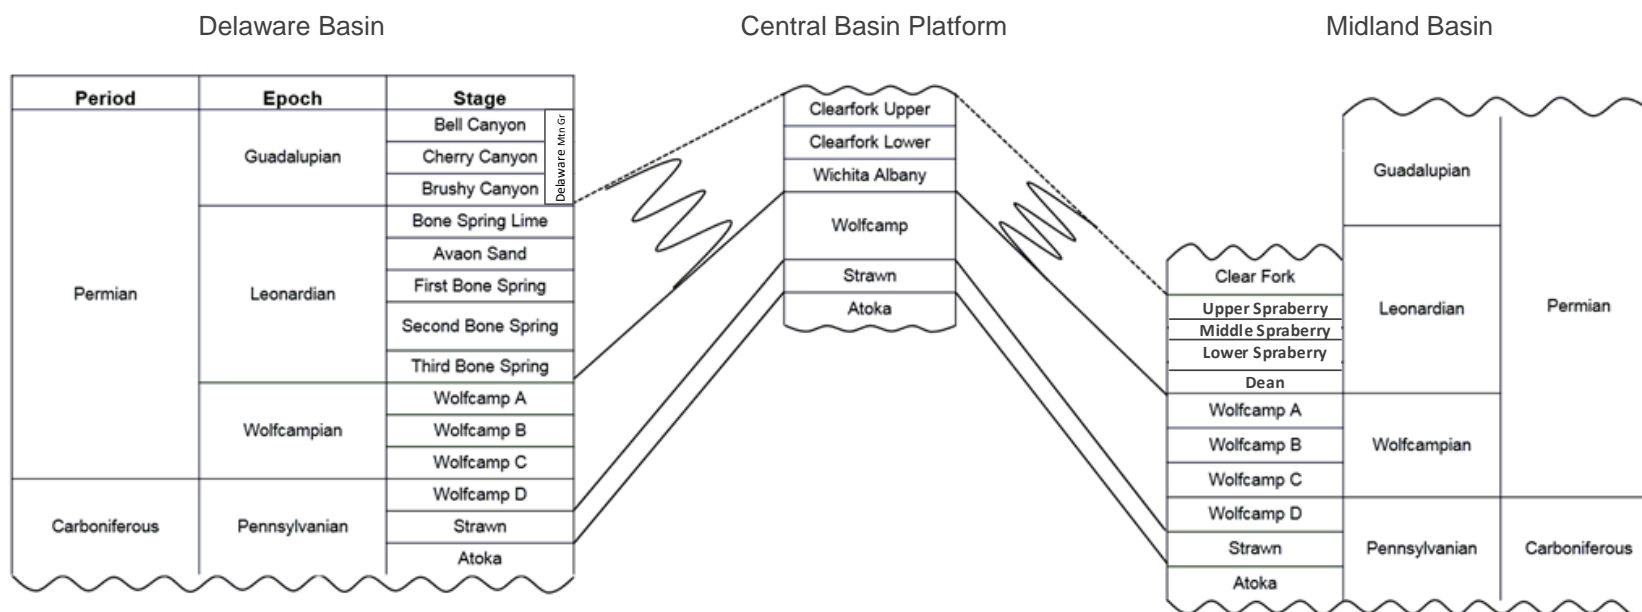 Delaware Basin
Central Basin Platform
Midland Basin
Period
Epoch
Stage
Permian
Carboniferous
Guadalupian
Leonardian
Wolfcampian
Pennsylvanian
Bell Canyon
Cherry Canyon
Brushy Canyon
Delaware Mtn Gr
Bone Spring Lime
Avaon Sand
First Bone Spring
Second Bone Spring
Third Bone Spring
Wolfcamp A
Wolfcamp B
Wolfcamp C
Wolfcamp D
Strawn
Atoka
Clearfork Upper
Clearfork Lower
Wichita Albany
Wolfcamp
Strawn
Atoka
Clear Fork
Upper Spraberry
Middle Spraberry
Lower Spraberry
Dean
Wolfcamp A
Wolfcamp B
Wolfcamp C
Wolfcamp D
Strawn
Atoka
Guadalupian
Leonardian
Wolfcampian
Pennsylvanian
Permian
Carboniferous